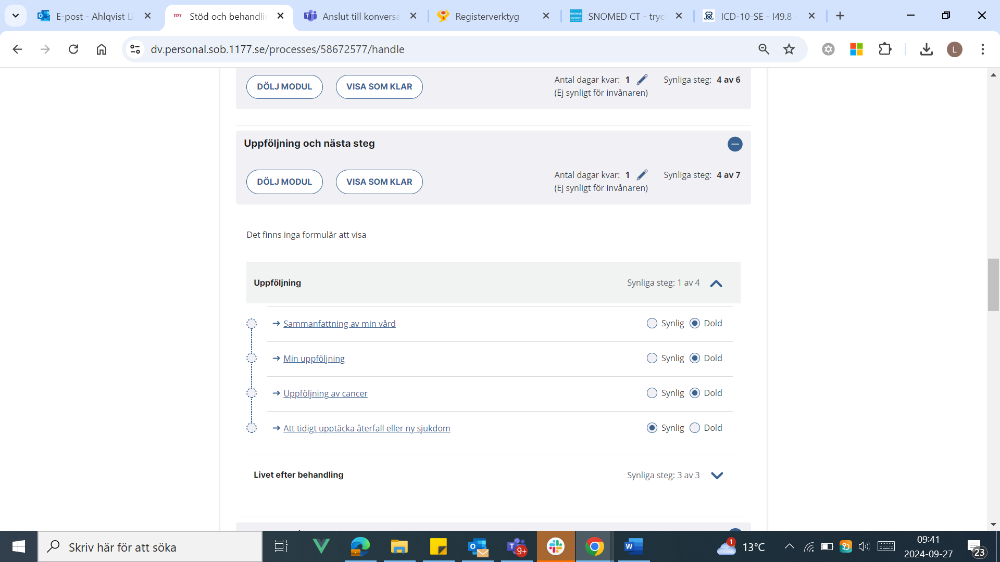 E-post - Ahlqvist Li
1177
Stöd och behandlin
Anslut till konversa
Registerverktyg
SNOMED CT - tryc
ICD-10-SE - I49.8 -
dv.personal.sob.1177.se/processes/58672577/handle
L
DÖLJ MODUL
VISA SOM KLAR
Antal dagar kvar: 1
(Ej synligt för invånaren)
Synliga steg: 4 av 6
Uppföljning och nästa steg
DÖLJ MODUL
VISA SOM KLAR
Antal dagar kvar: 1
(Ej synligt för invånaren)
Synliga steg: 4 av 7
Det finns inga formulär att visa
Uppföljning
Synliga steg: 1 av 4
Sammanfattning av min vård
Synlig
Dold
Min uppföljning
Synlig
Dold
Uppföljning av cancer
Synlig
Dold
Att tidigt upptäcka återfall eller ny sjukdom
Synlig
Dold
Livet efter behandling
Synliga steg: 3 av 3
Skriv här för att söka
9+
1
13°C
09:41
2024-09-27
23